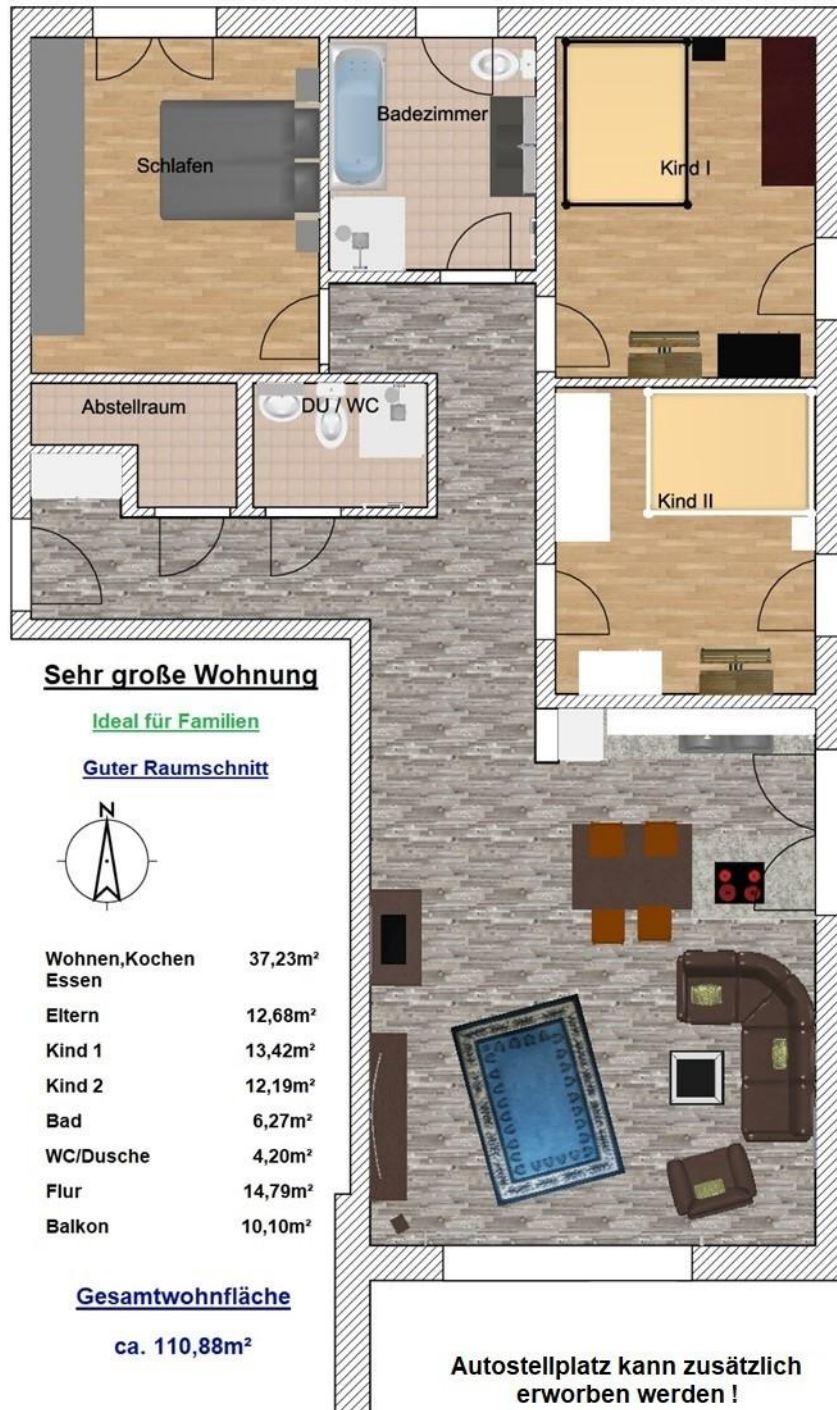 Schlafen
Badezimmer
Kind I
Abstellraum
DU / WC
Kind II
Sehr große Wohnung
Ideal für Familien
Guter Raumschnitt
N
Wohnen,Kochen 37,23m²
Essen
Eltern 12,68m²
Kind 1 13,42m²
Kind 2 12,19m²
Bad 6,27m²
WC/Dusche 4,20m²
Flur 14,79m²
Balkon 10,10m²
Gesamtwohnfläche
ca. 110,88m²
Autostellplatz kann zusätzlich
erworben werden !